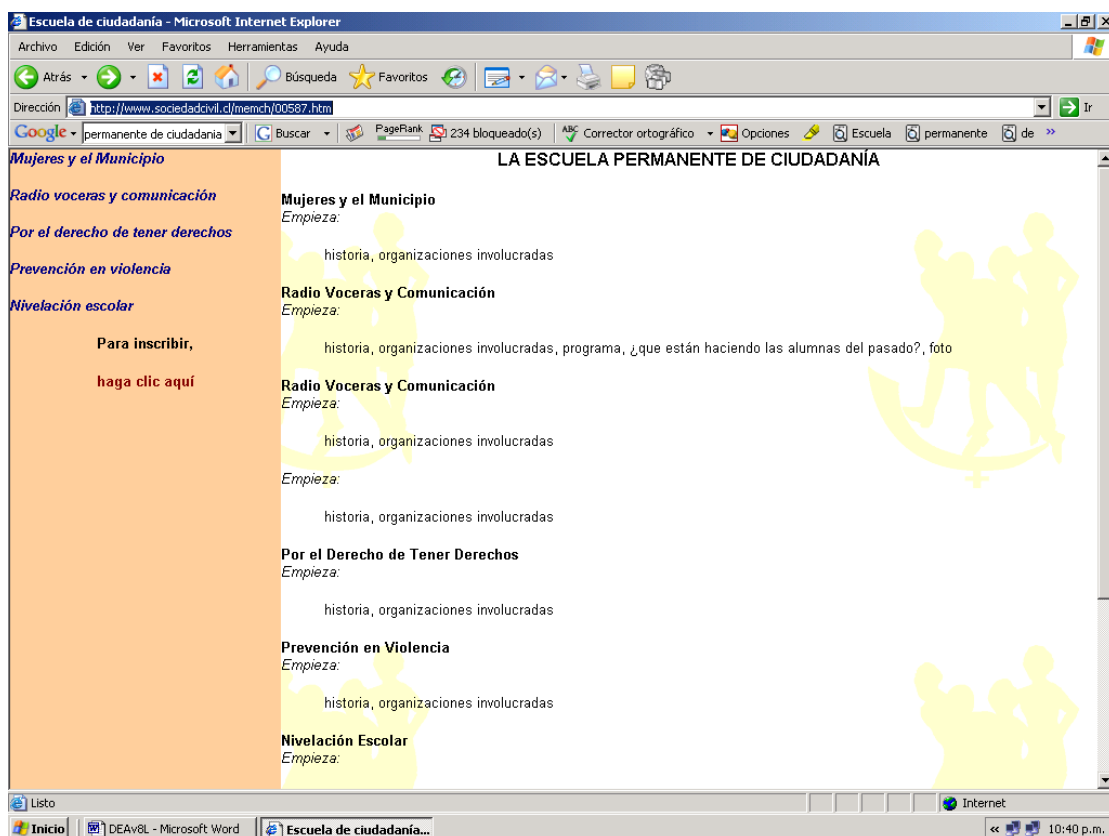 Escuela de ciudadanía - Microsoft Internet Explorer
Archivo Edición Ver Favoritos Herramientas Ayuda
Atrás Búsqueda Favoritos
Dirección http://www.sociedadcivil.cl/memch/00587.htm Ir
Google permanente de ciudadania Buscar PageRank 234 bloqueado(s) ABC Corrector ortográfico Opciones Escuela permanente de »
Mujeres y el Municipio
Radio voceras y comunicación
Por el derecho de tener derechos
Prevención en violencia
Nivelación escolar
Para inscribir,
haga clic aquí
LA ESCUELA PERMANENTE DE CIUDADANÍA
Mujeres y el Municipio
Empieza:
historia, organizaciones involucradas
Radio Voceras y Comunicación
Empieza:
historia, organizaciones involucradas, programa, ¿que están haciendo las alumnas del pasado?, foto
Radio Voceras y Comunicación
Empieza:
historia, organizaciones involucradas
Empieza:
historia, organizaciones involucradas
Por el Derecho de Tener Derechos
Empieza:
historia, organizaciones involucradas
Prevención en Violencia
Empieza:
historia, organizaciones involucradas
Nivelación Escolar
Empieza:
Listo Internet
Inicio DEAv8L - Microsoft Word Escuela de ciudadanía... « 10:40 p.m.